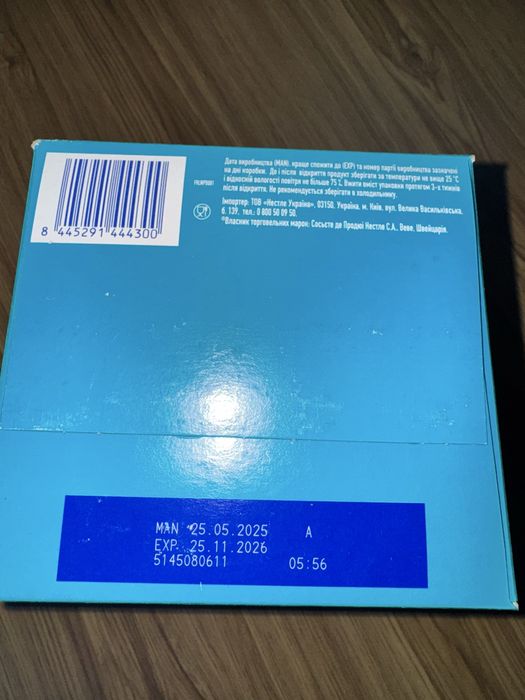 Дата виробництва (MAN), краще спожити до (EXP) та номер партії виробництва зазначені
на дні коробки. До і після відкриття продукт зберігати за температури не вище 25 °C
і відносній вологості повітря не більше 75%. Вжити вміст упаковки протягом 3-х тижнів
після відкриття. Не рекомендується зберігати в холодильнику.
Імпортер: ТОВ «Нестле Україна», 03150, Україна, м. Київ, вул. Велика Васильківська,
б. 139, тел.: 0 800 50 09 50.
®Власник торговельних марок: Сосьєте де Продюі Нестле С.А., Веве, Швейцарія.
8 445291 444300
MAN 25.05.2025 A
EXP 25.11.2026
5145080611 05:56